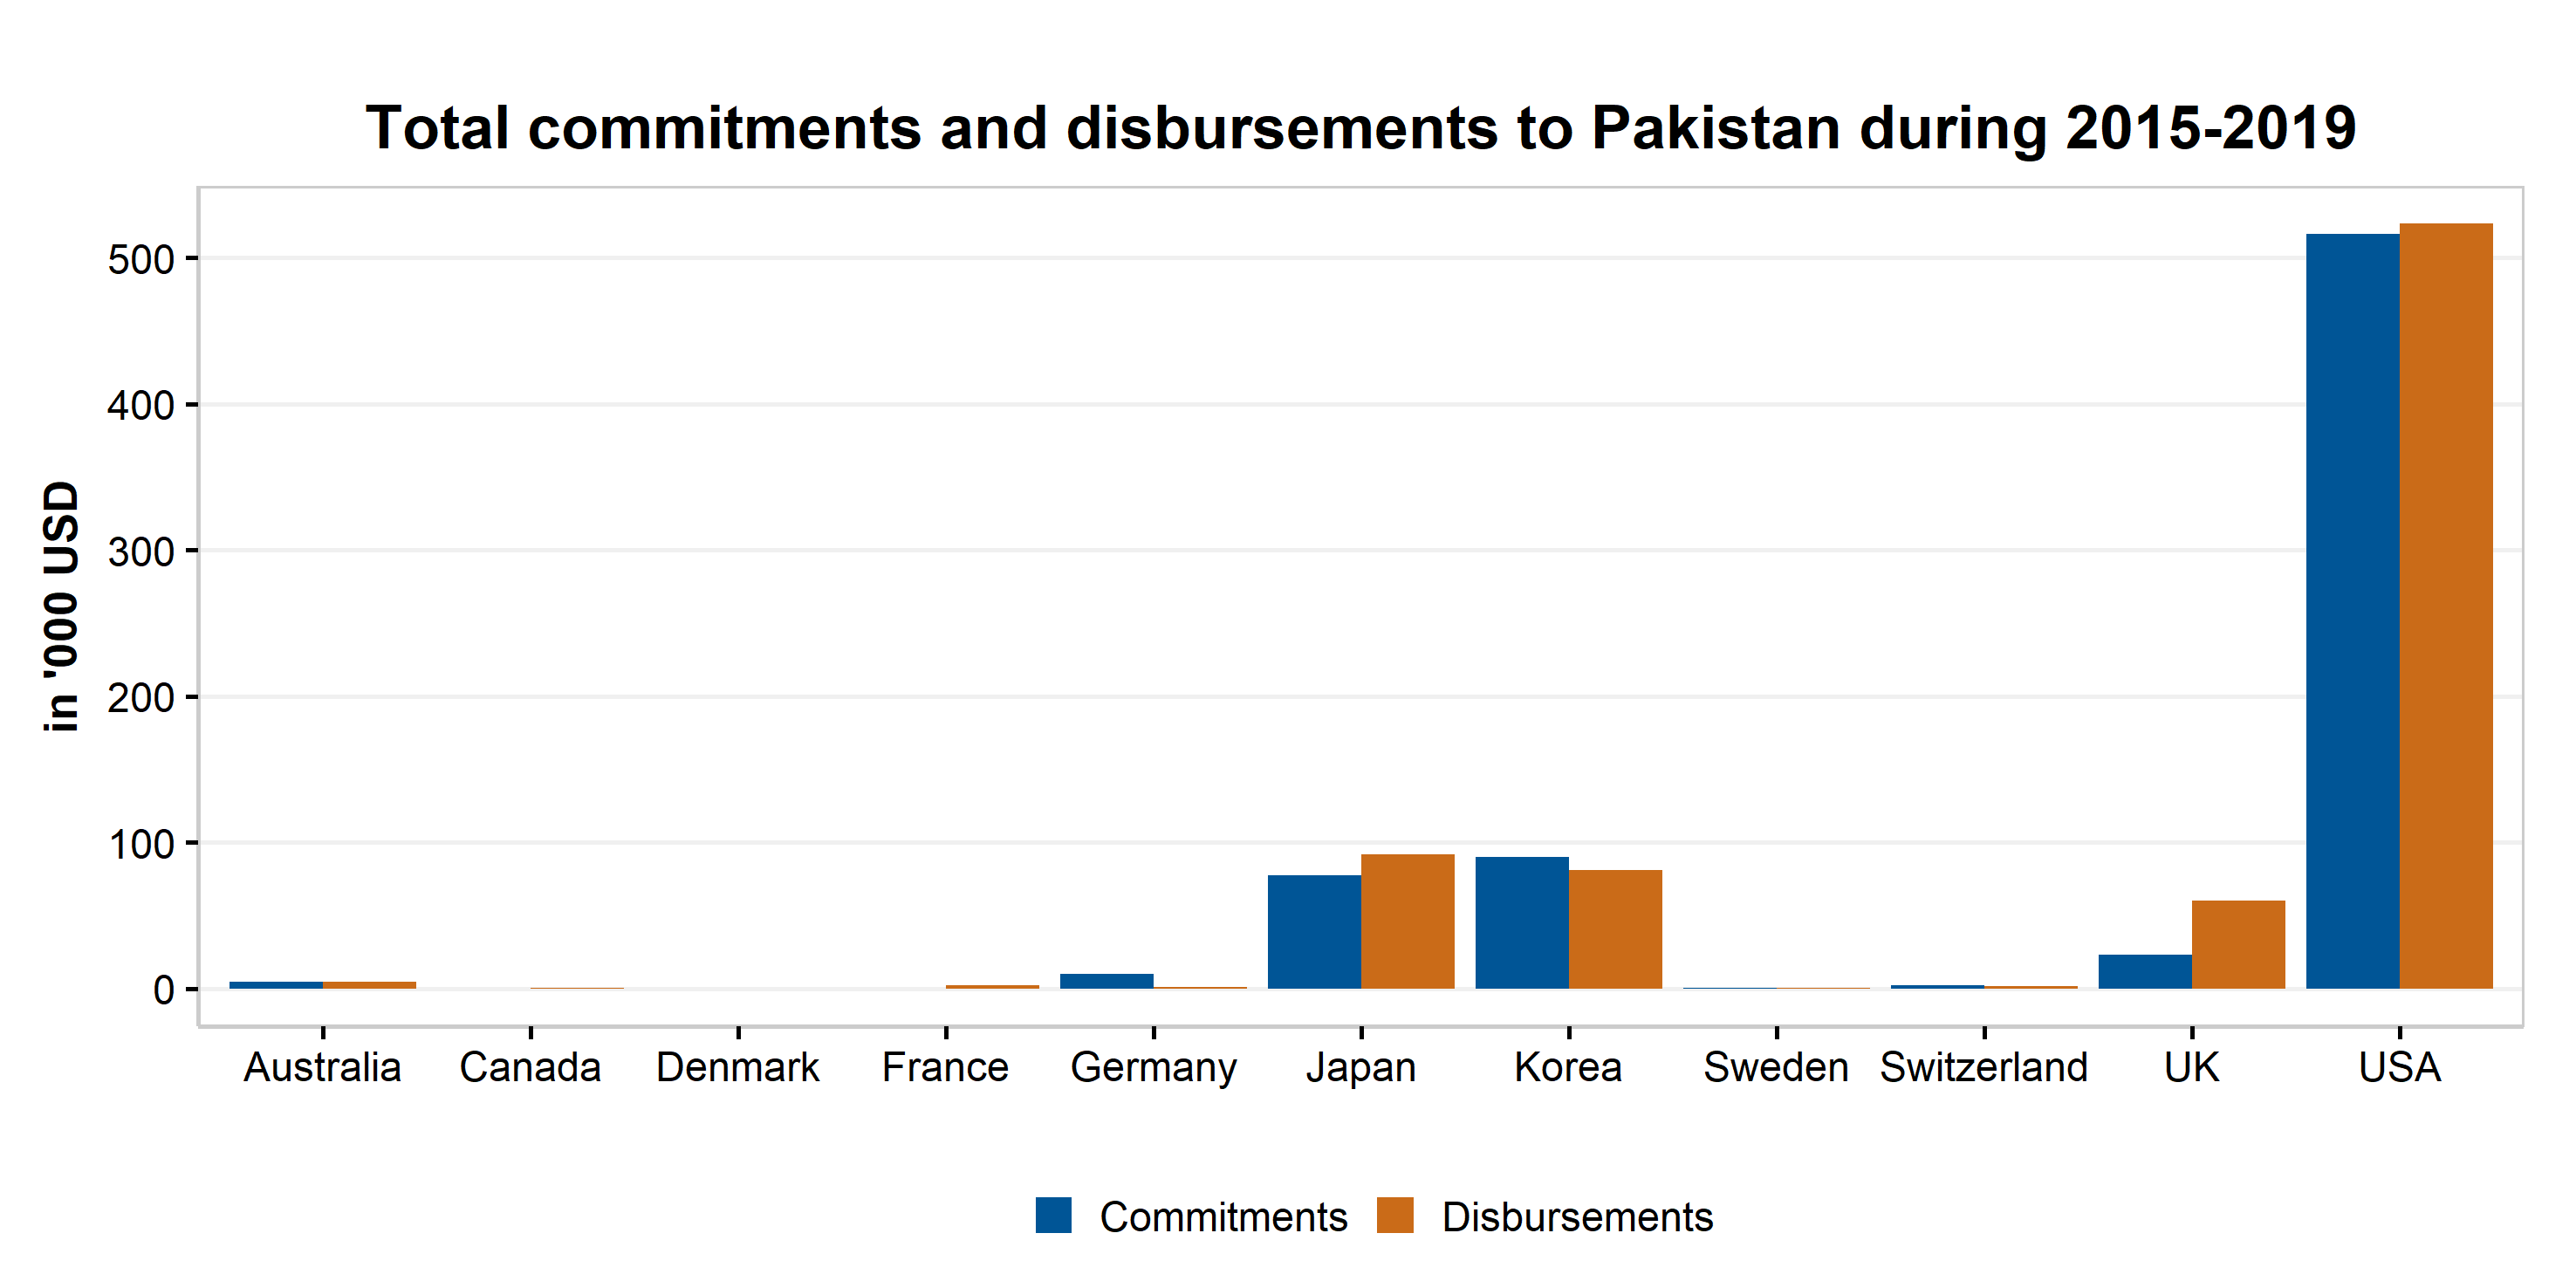 Total commitments and disbursements to Pakistan during 2015-2019
in '000 USD
500
400
300
200
100
0
Australia Canada Denmark France Germany Japan Korea Sweden Switzerland UK USA
Commitments Disbursements